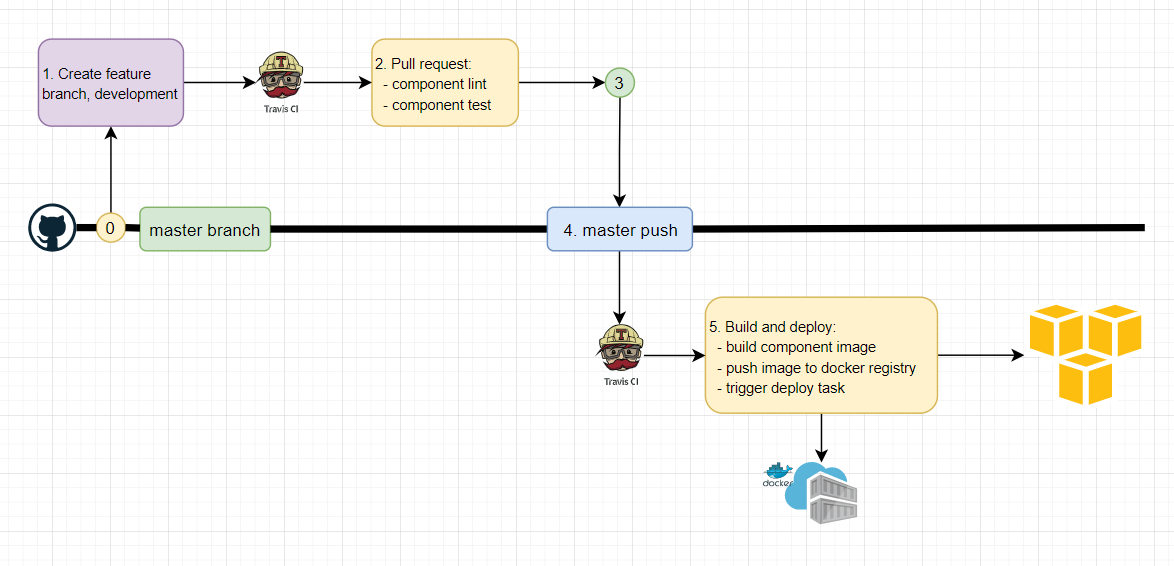 1. Create feature
branch, development
T
Travis CI
2. Pull request:
- component lint
- component test
3
0
master branch
4. master push
T
Travis CI
5. Build and deploy:
- build component image
- push image to docker registry
- trigger deploy task
docker